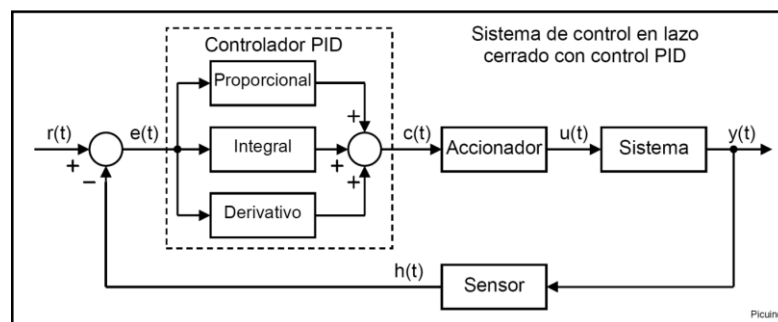 Controlador PID
Sistema de control en lazo
cerrado con control PID
Proporcional
r(t)
e(t)
Integral
c(t)
Accionador
u(t)
Sistema
y(t)
+
+
+
+
−
Derivativo
h(t)
Sensor